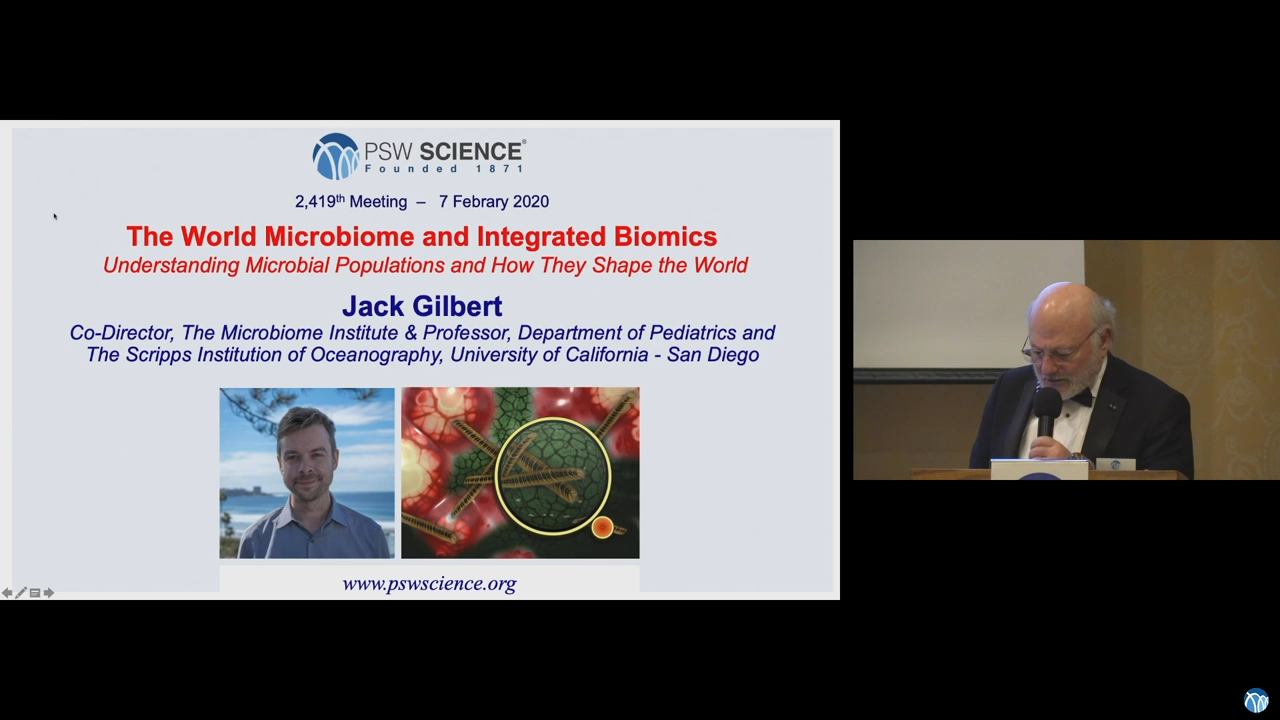 PSW SCIENCE®
Founded 1871
2,419th Meeting – 7 Febrary 2020
The World Microbiome and Integrated Biomics
Understanding Microbial Populations and How They Shape the World
Jack Gilbert
Co-Director, The Microbiome Institute & Professor, Department of Pediatrics and
The Scripps Institution of Oceanography, University of California - San Diego
www.pswscience.org